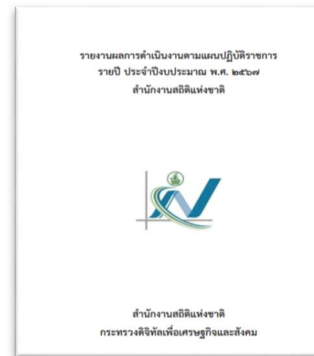 รายงานผลการดำเนินงานตามแผนปฏิบัติราชการ
รายปี ประจำปีงบประมาณ พ.ศ. ๒๕๖๗
สำนักงานสถิติแห่งชาติ
สำนักงานสถิติแห่งชาติ
กระทรวงดิจิทัลเพื่อเศรษฐกิจและสังคม